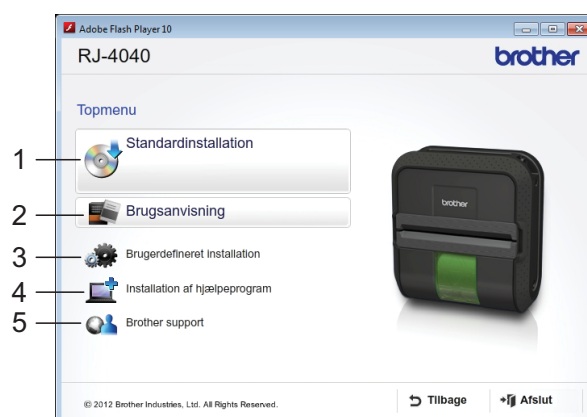 Adobe Flash Player 10
RJ-4040
brother
Topmenu
1
Standardinstallation
2
Brugsanvisning
3
Brugerdefineret installation
4
Installation af hjælpeprogram
5
Brother support
brother
© 2012 Brother Industries, Ltd. All Rights Reserved.
Tilbage
Afslut